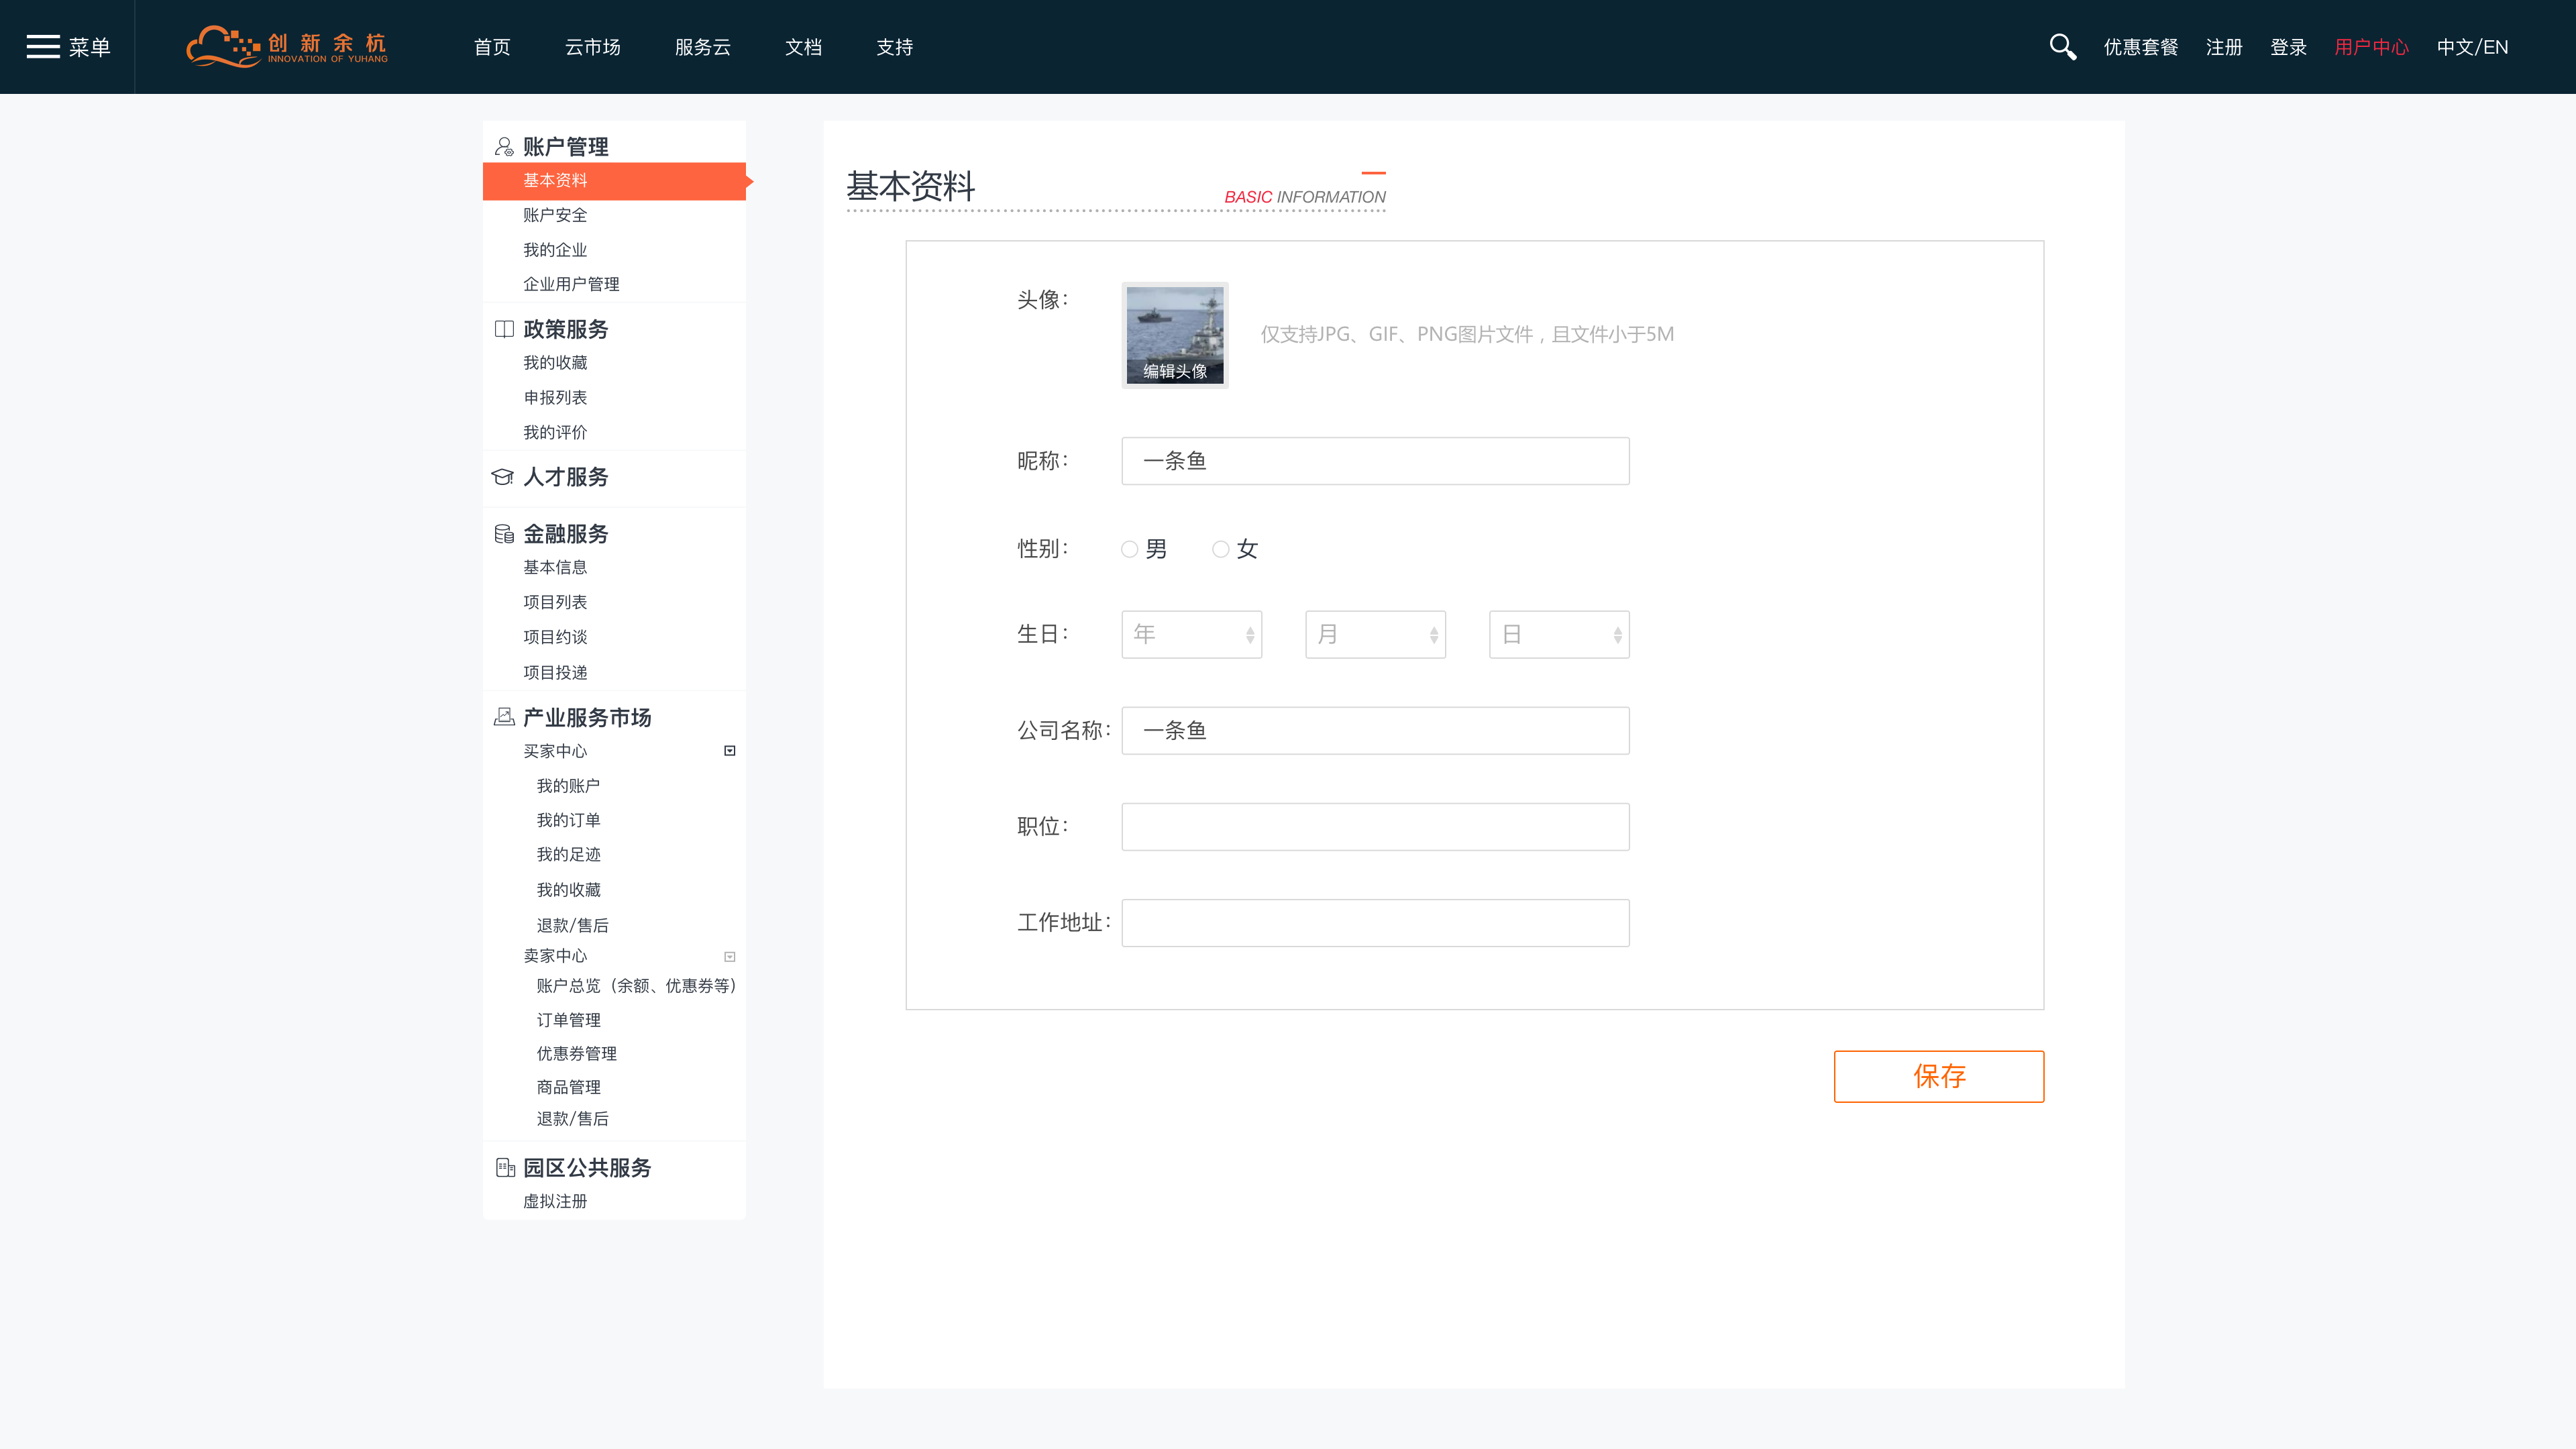 菜单
创新余杭
INNOVATION OF YUHANG
首页 云市场 服务云 文档 支持
优惠套餐 注册 登录 用户中心 中文/EN
账户管理
基本资料
账户安全
我的企业
企业用户管理
政策服务
我的收藏
申报列表
我的评价
人才服务
金融服务
基本信息
项目列表
项目约谈
项目投递
产业服务市场
买家中心
我的账户
我的订单
我的足迹
我的收藏
退款/售后
卖家中心
账户总览（余额、优惠券等）
订单管理
优惠券管理
商品管理
退款/售后
园区公共服务
虚拟注册
基本资料
BASIC INFORMATION
头像：
编辑头像
仅支持JPG、GIF、PNG图片文件，且文件小于5M
昵称： 一条鱼
性别： 男 女
生日： 年 月 日
公司名称： 一条鱼
职位：
工作地址：
保存